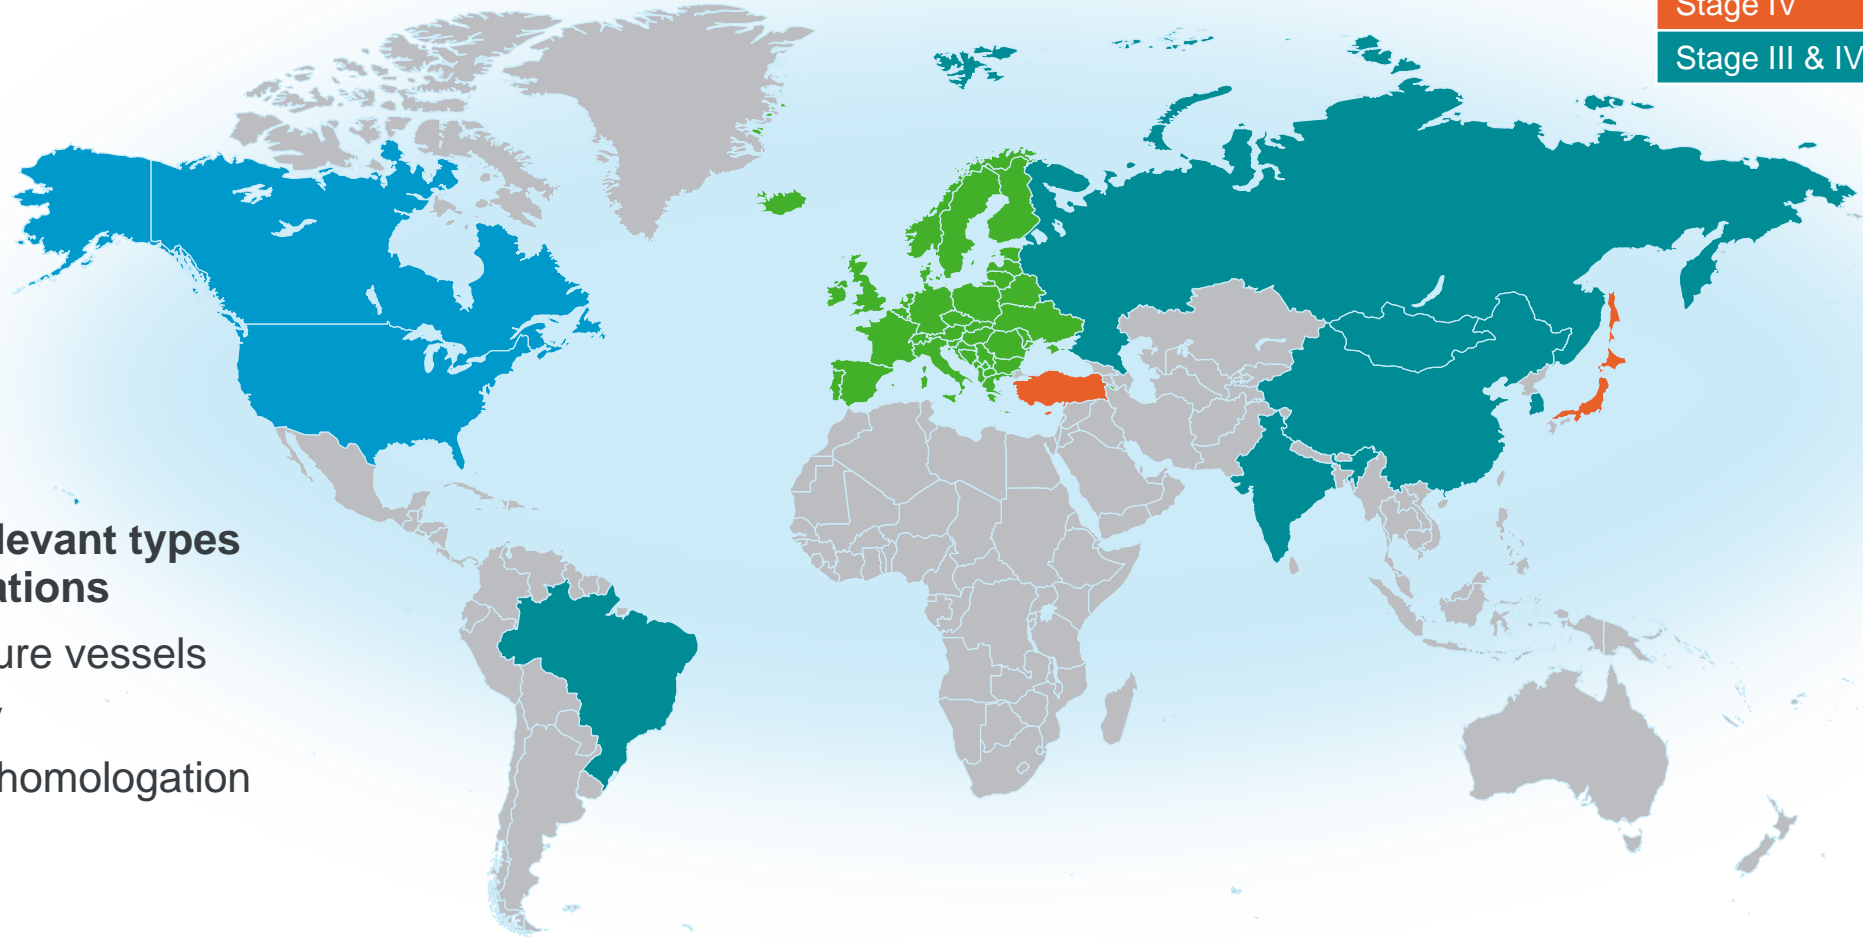 Stage IV
Stage III & IV
levant types
ations
ure vessels
homologation